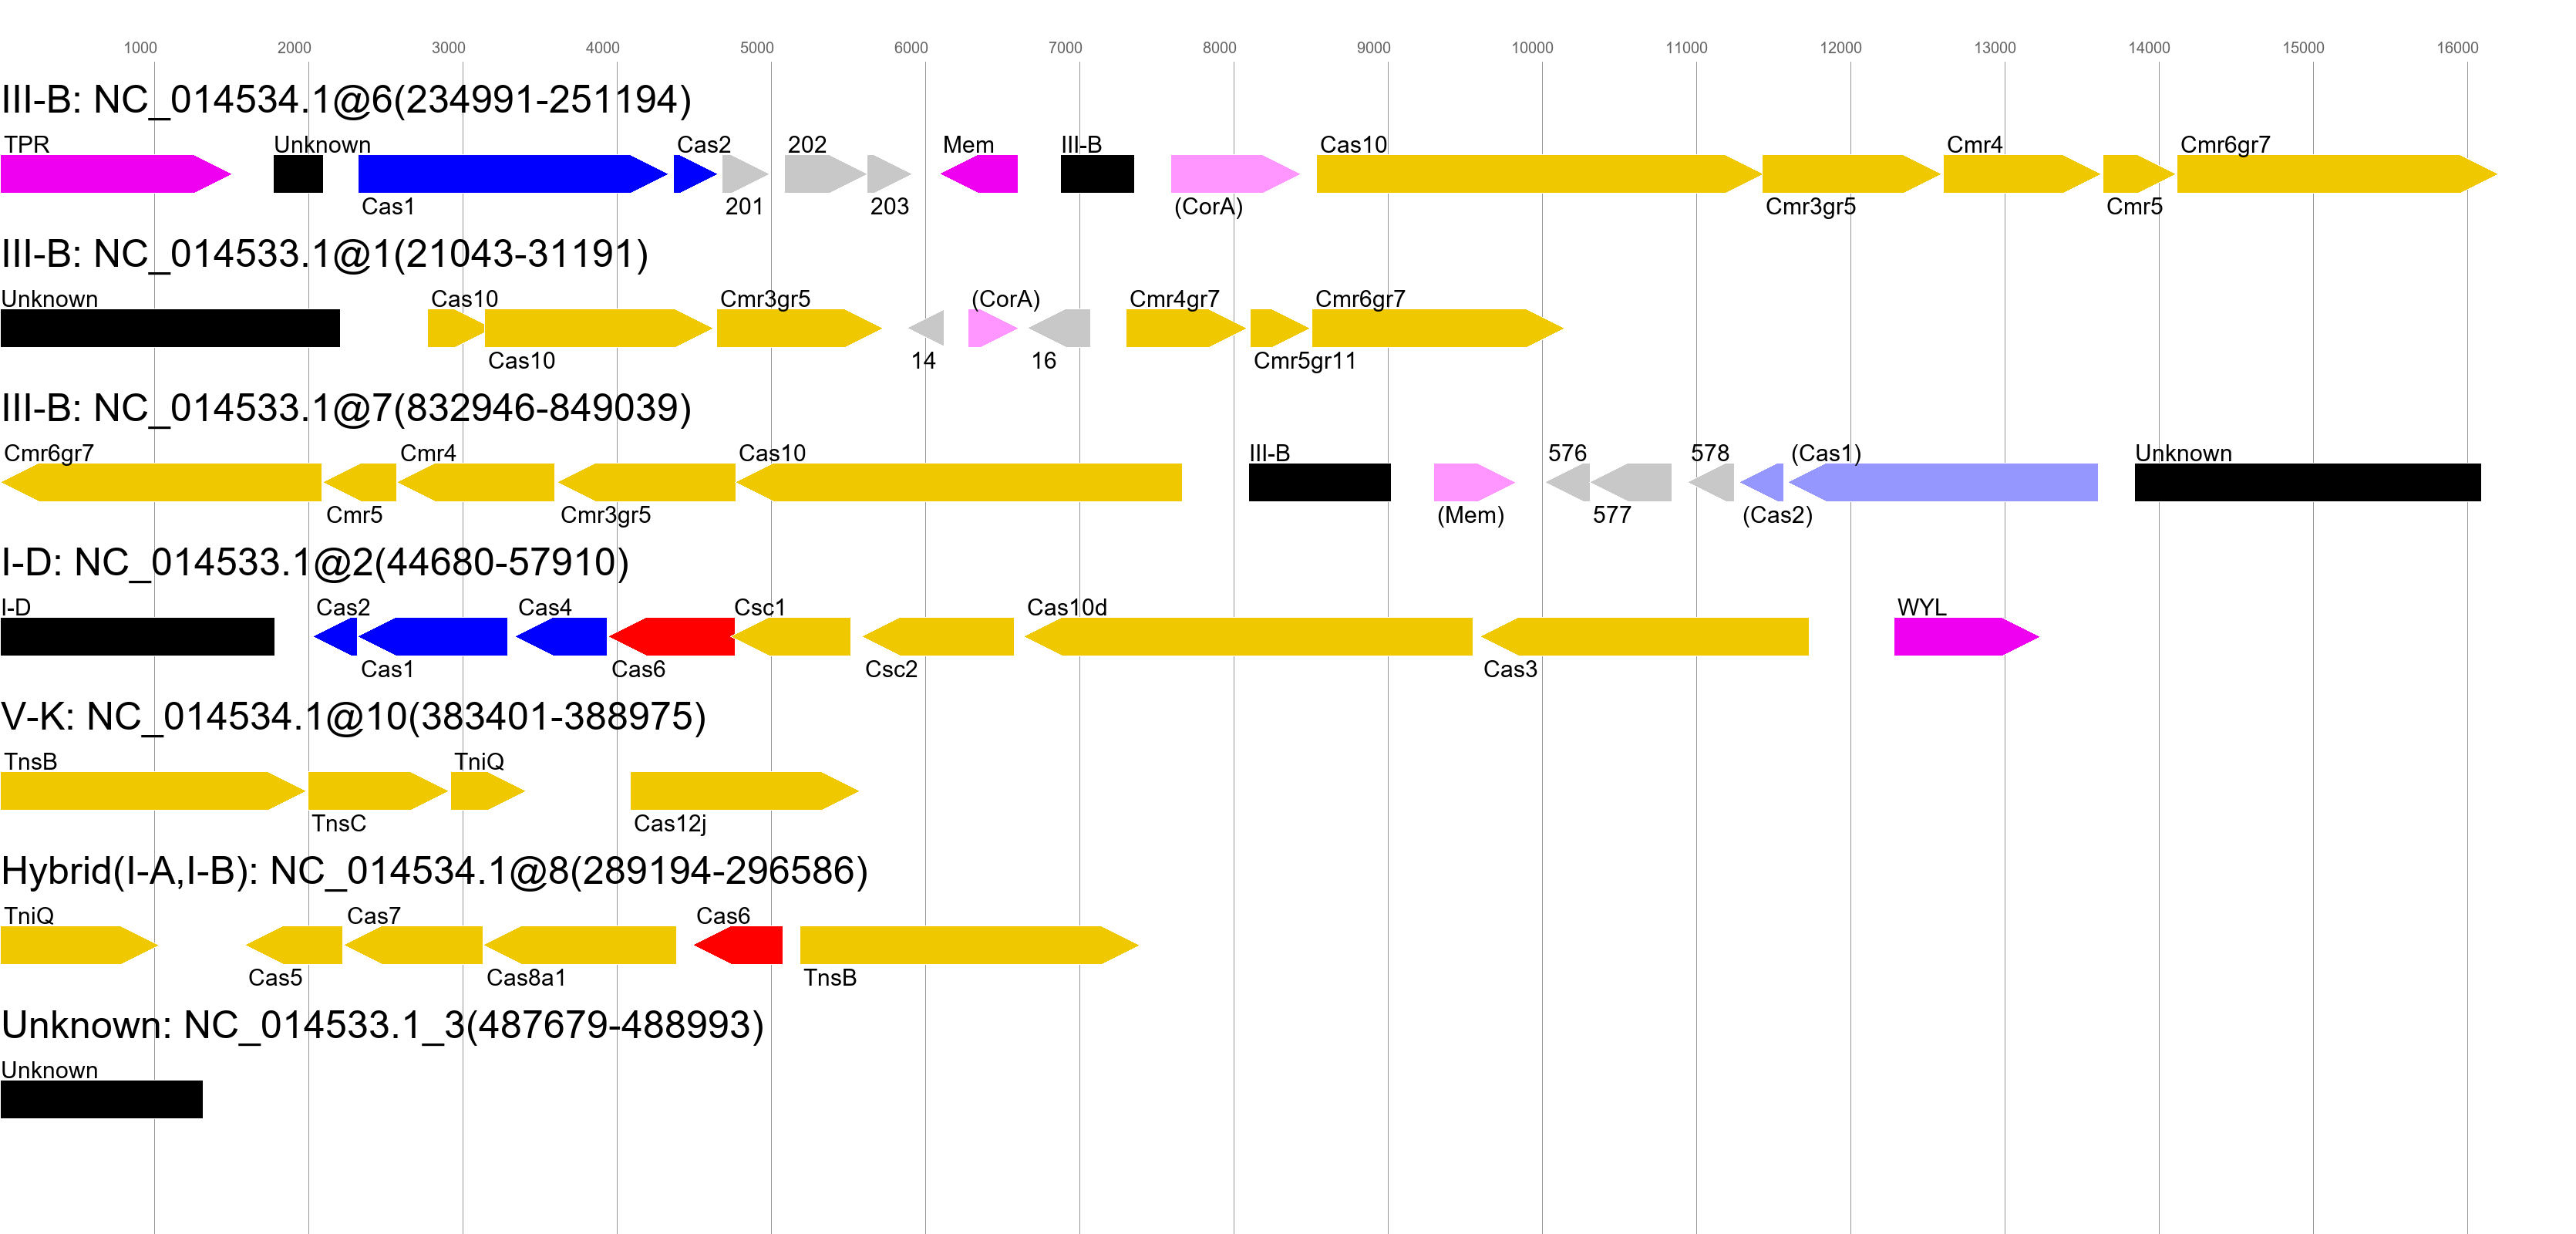 1000 2000 3000 4000 5000 6000 7000 8000 9000 10000 11000 12000 13000 14000 15000 16000
III-B: NC_014534.1@6(234991-251194)
TPR Unknown Cas2 202 Mem III-B Cas10 Cmr4 Cmr6gr7
Cas1 201 203 (CorA) Cmr3gr5 Cmr5
III-B: NC_014533.1@1(21043-31191)
Unknown Cas10 Cmr3gr5 (CorA) Cmr4gr7 Cmr6gr7
Cas10 14 16 Cmr5gr11
III-B: NC_014533.1@7(832946-849039)
Cmr6gr7 Cmr4 Cas10 III-B 576 578 (Cas1) Unknown
Cmr5 Cmr3gr5 (Mem) 577 (Cas2)
I-D: NC_014533.1@2(44680-57910)
I-D Cas2 Cas4 Csc1 Cas10d WYL
Cas1 Cas6 Csc2 Cas3
V-K: NC_014534.1@10(383401-388975)
TnsB TniQ
TnsC Cas12j
Hybrid(I-A,I-B): NC_014534.1@8(289194-296586)
TniQ Cas7 Cas6
Cas5 Cas8a1 TnsB
Unknown: NC_014533.1_3(487679-488993)
Unknown